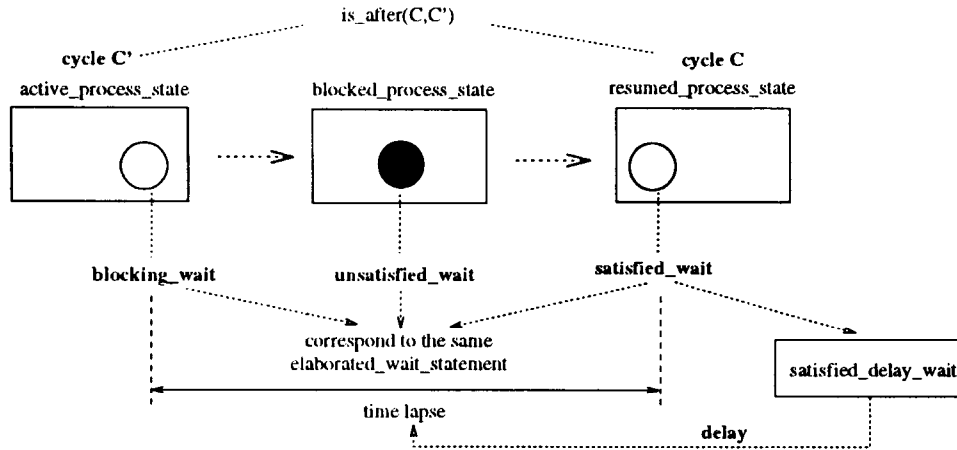 is_after(C,C')
cycle C'
cycle C
active_process_state
blocked_process_state
resumed_process_state
blocking_wait
unsatisfied_wait
satisfied_wait
correspond to the same
elaborated_wait_statement
satisfied_delay_wait
time lapse
delay